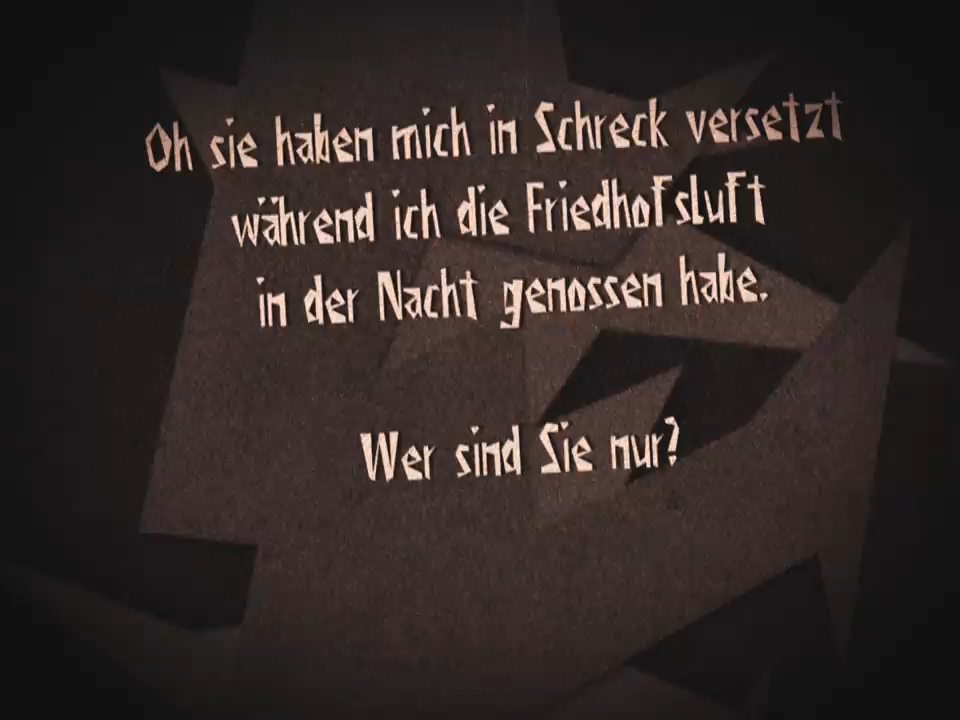 Oh sie haben mich in Schreck versetzt
während ich die Friedhofsluft
in der Nacht genossen habe.
Wer sind Sie nur?